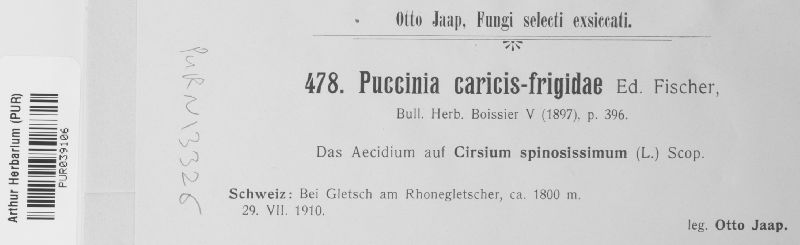 Otto Jaap, Fungi selecti exsiccati.
478. Puccinia caricis-frigidae Ed. Fischer,
Bull. Herb. Boissier V (1897), p. 396.
Das Aecidium auf Cirsium spinosissimum (L.) Scop.
Schweiz: Bei Gletsch am Rhonegletscher, ca. 1800 m.
29. VII. 1910.
leg. Otto Jaap.
PURN13326
Arthur Herbarium (PUR)
PUR039106